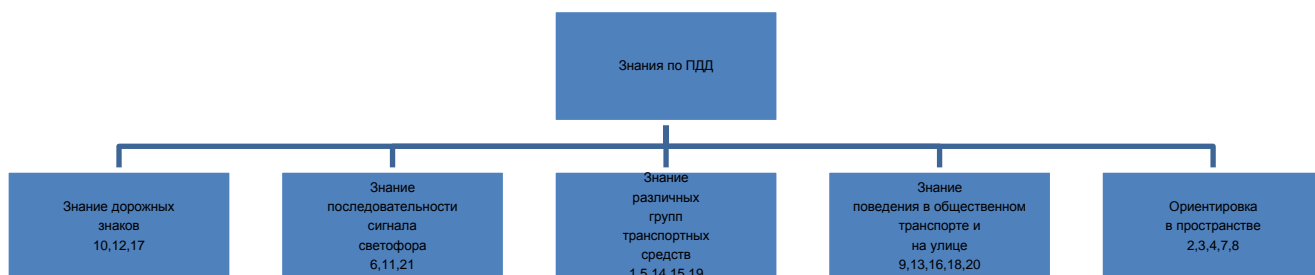 Знания по ПДД
Знание дорожных
знаков
10,12,17
Знание
последовательности
сигнала
светофора
6,11,21
Знание
различных
групп
транспортных
средств
1,5,14,15,19
Знание
поведения в общественном
транспорте и
на улице
9,13,16,18,20
Ориентировка
в пространстве
2,3,4,7,8